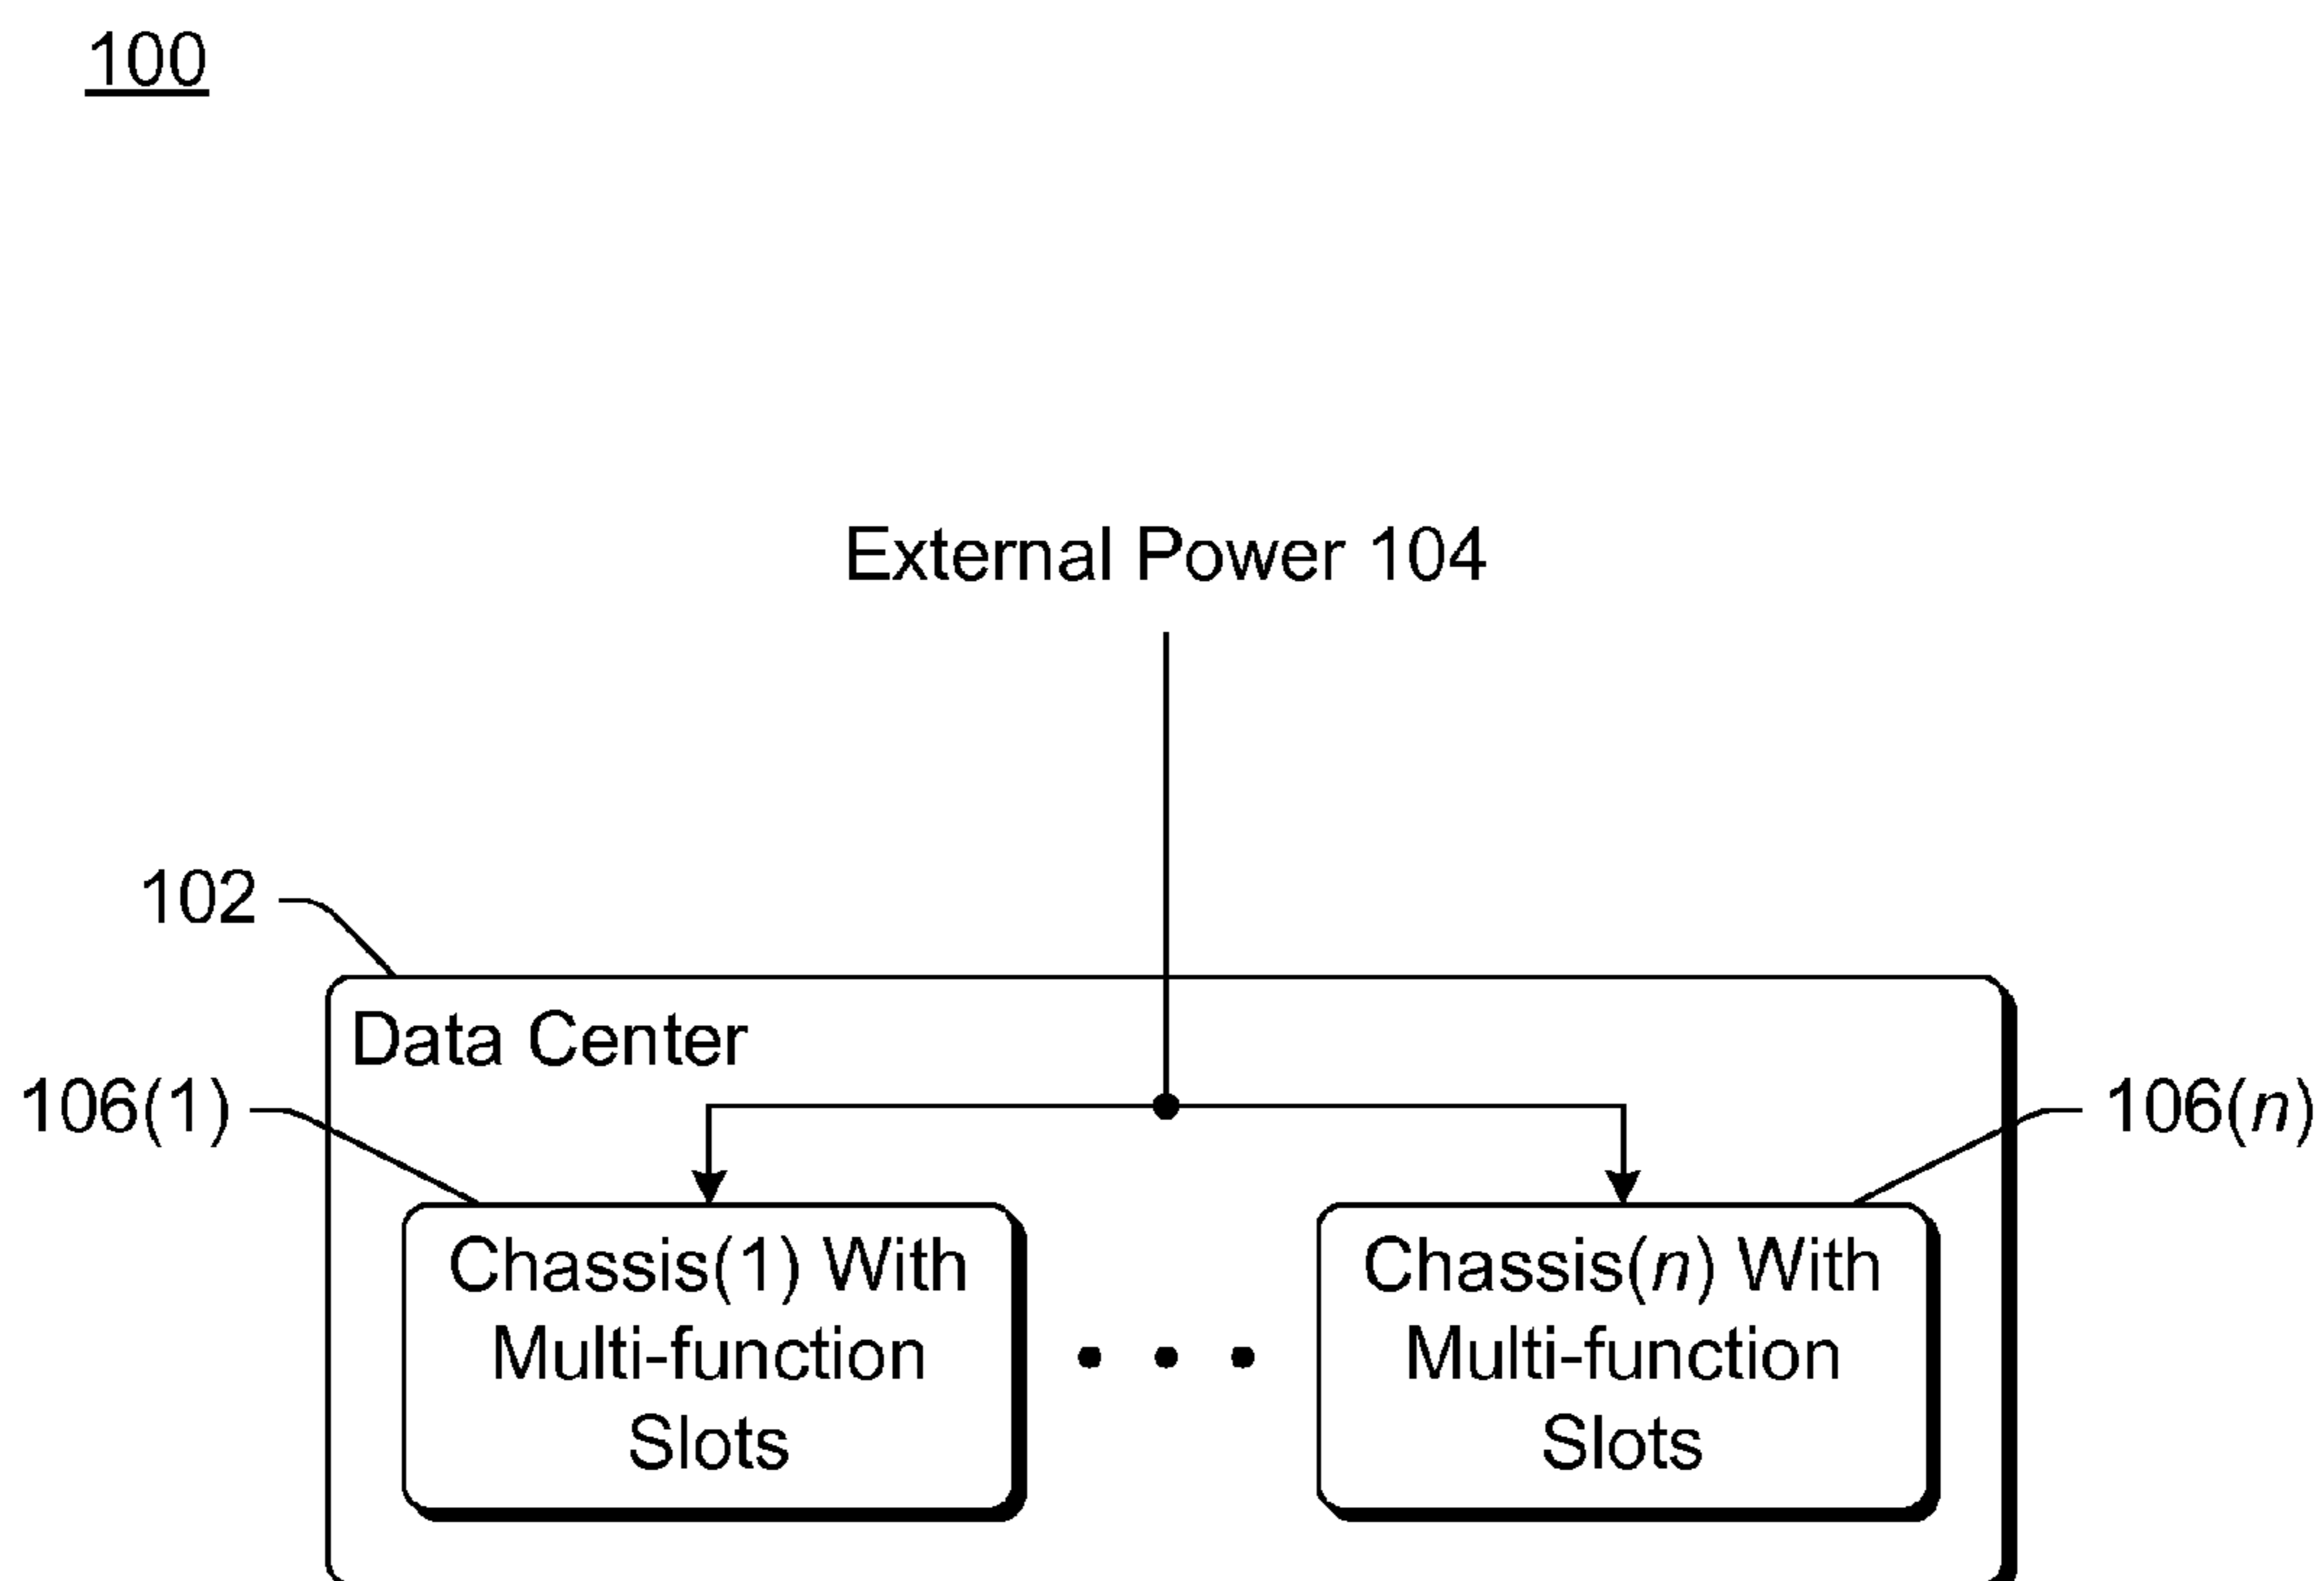 100
External Power 104
102
Data Center
106(1)
106(n)
Chassis(1) With
Multi-function
Slots
Chassis(n) With
Multi-function
Slots